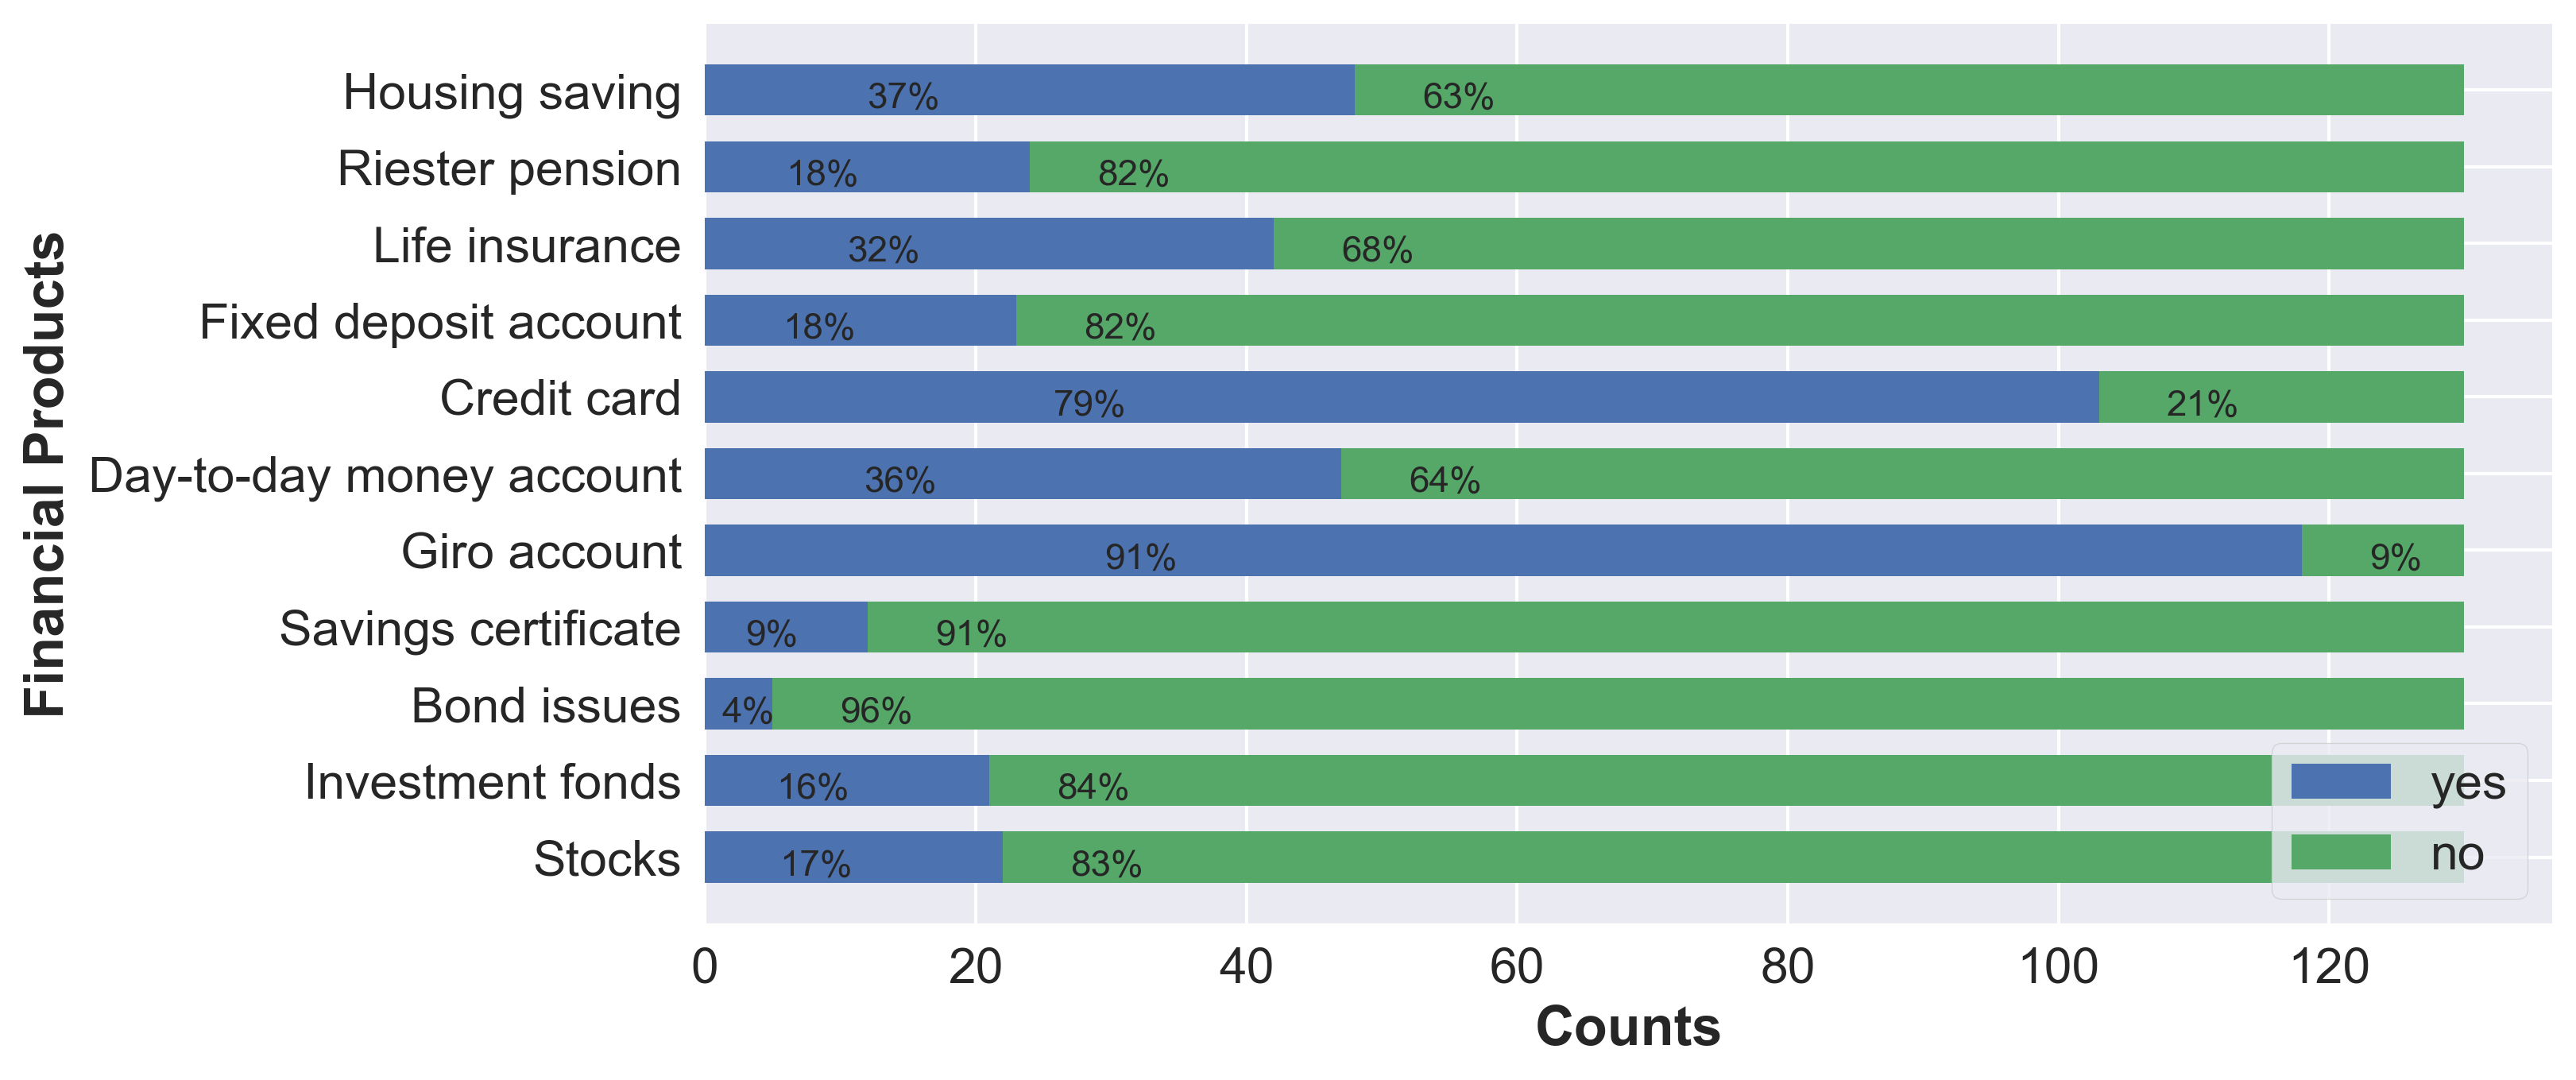 Financial Products
Housing saving 37% 63%
Riester pension 18% 82%
Life insurance 32% 68%
Fixed deposit account 18% 82%
Credit card 79% 21%
Day-to-day money account 36% 64%
Giro account 91% 9%
Savings certificate 9% 91%
Bond issues 4% 96%
Investment fonds 16% 84%
Stocks 17% 83%
yes
no
0 20 40 60 80 100 120
Counts